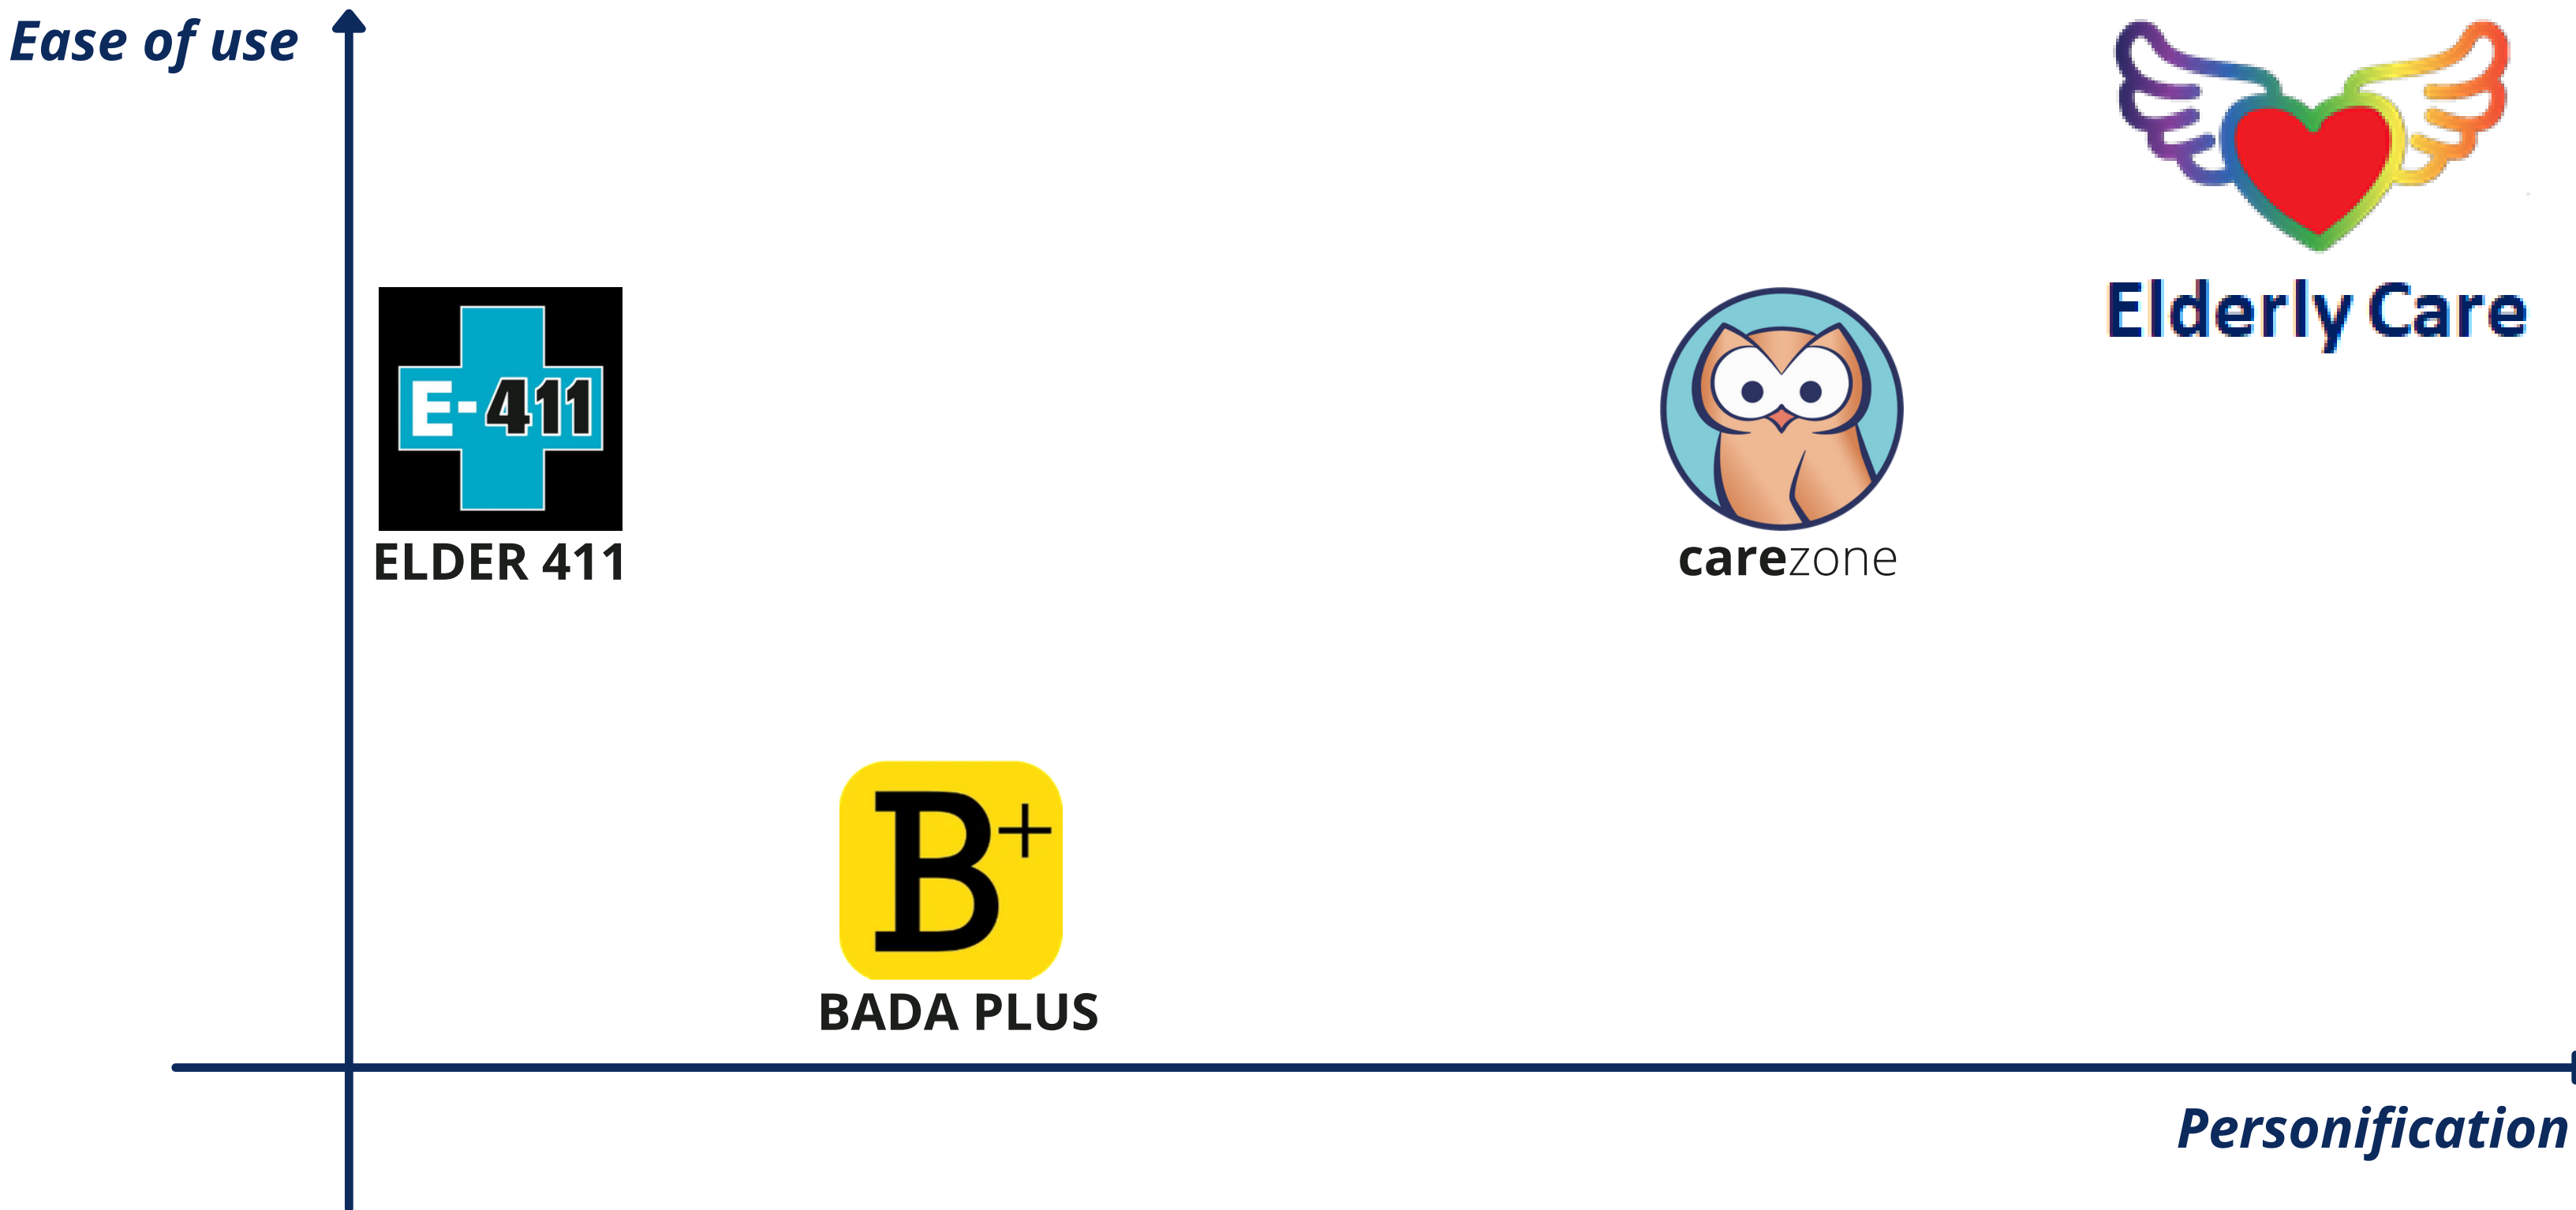 Ease of use
Elderly Care
E-411
ELDER 411
carezone
B+
BADA PLUS
Personification